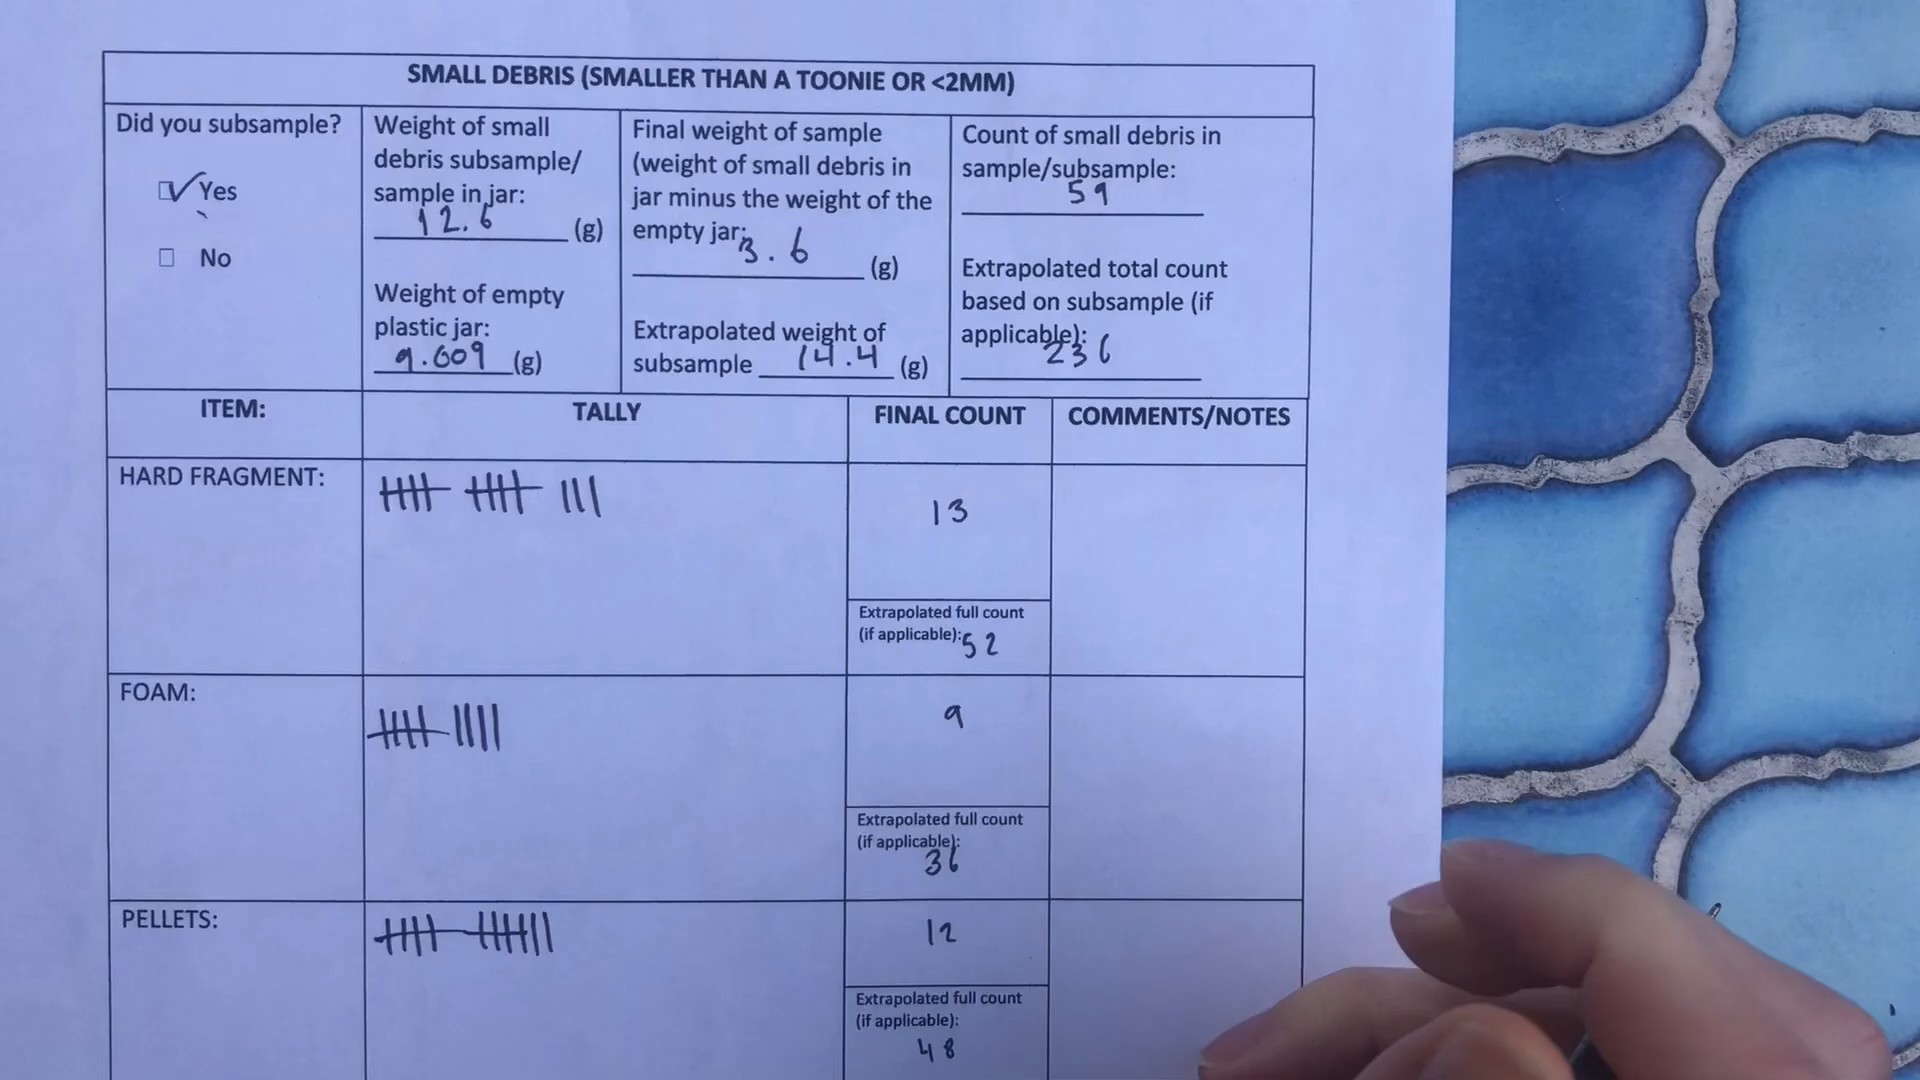 SMALL DEBRIS (SMALLER THAN A TOONIE OR <2MM)
Did you subsample?
Yes
No
Weight of small
debris subsample/
sample in jar:
12.6 (g)
Weight of empty
plastic jar:
9.009 (g)
Final weight of sample
(weight of small debris in
jar minus the weight of the
empty jar:
3.6 (g)
Extrapolated weight of
subsample 14.4 (g)
Count of small debris in
sample/subsample:
59
Extrapolated total count
based on subsample (if
applicable):
236
ITEM:
TALLY
FINAL COUNT
COMMENTS/NOTES
HARD FRAGMENT:
13
Extrapolated full count
(if applicable): 52
FOAM:
9
Extrapolated full count
(if applicable):
36
PELLETS:
12
Extrapolated full count
(if applicable):
48